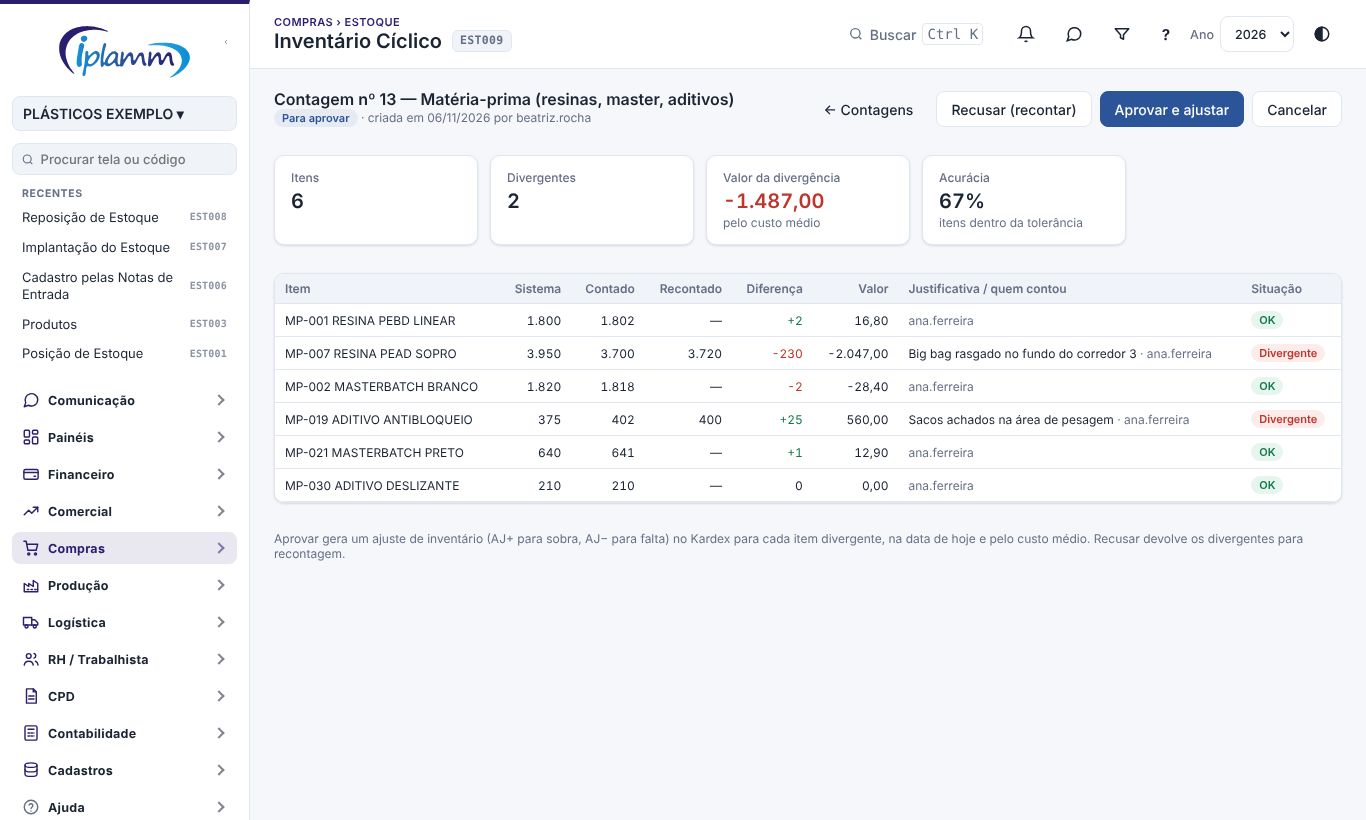 iplamm
‹
PLÁSTICOS EXEMPLO ▾
Procurar tela ou código
RECENTES
Reposição de Estoque EST008
Implantação do Estoque EST007
Cadastro pelas Notas de Entrada EST006
Produtos EST003
Posição de Estoque EST001
Comunicação
Painéis
Financeiro
Comercial
Compras
Produção
Logística
RH / Trabalhista
CPD
Contabilidade
Cadastros
Ajuda
COMPRAS › ESTOQUE
Inventário Cíclico EST009
Buscar Ctrl K
?
Ano 2026
Contagem nº 13 — Matéria-prima (resinas, master, aditivos)
Para aprovar · criada em 06/11/2026 por beatriz.rocha
← Contagens
Recusar (recontar)
Aprovar e ajustar
Cancelar
Itens
6
Divergentes
2
Valor da divergência
-1.487,00
pelo custo médio
Acurácia
67%
itens dentro da tolerância
Item Sistema Contado Recontado Diferença Valor Justificativa / quem contou Situação
MP-001 RESINA PEBD LINEAR 1.800 1.802 — +2 16,80 ana.ferreira OK
MP-007 RESINA PEAD SOPRO 3.950 3.700 3.720 -230 -2.047,00 Big bag rasgado no fundo do corredor 3 · ana.ferreira Divergente
MP-002 MASTERBATCH BRANCO 1.820 1.818 — -2 -28,40 ana.ferreira OK
MP-019 ADITIVO ANTIBLOQUEIO 375 402 400 +25 560,00 Sacos achados na área de pesagem · ana.ferreira Divergente
MP-021 MASTERBATCH PRETO 640 641 — +1 12,90 ana.ferreira OK
MP-030 ADITIVO DESLIZANTE 210 210 — 0 0,00 ana.ferreira OK
Aprovar gera um ajuste de inventário (AJ+ para sobra, AJ− para falta) no Kardex para cada item divergente, na data de hoje e pelo custo médio. Recusar devolve os divergentes para
recontagem.